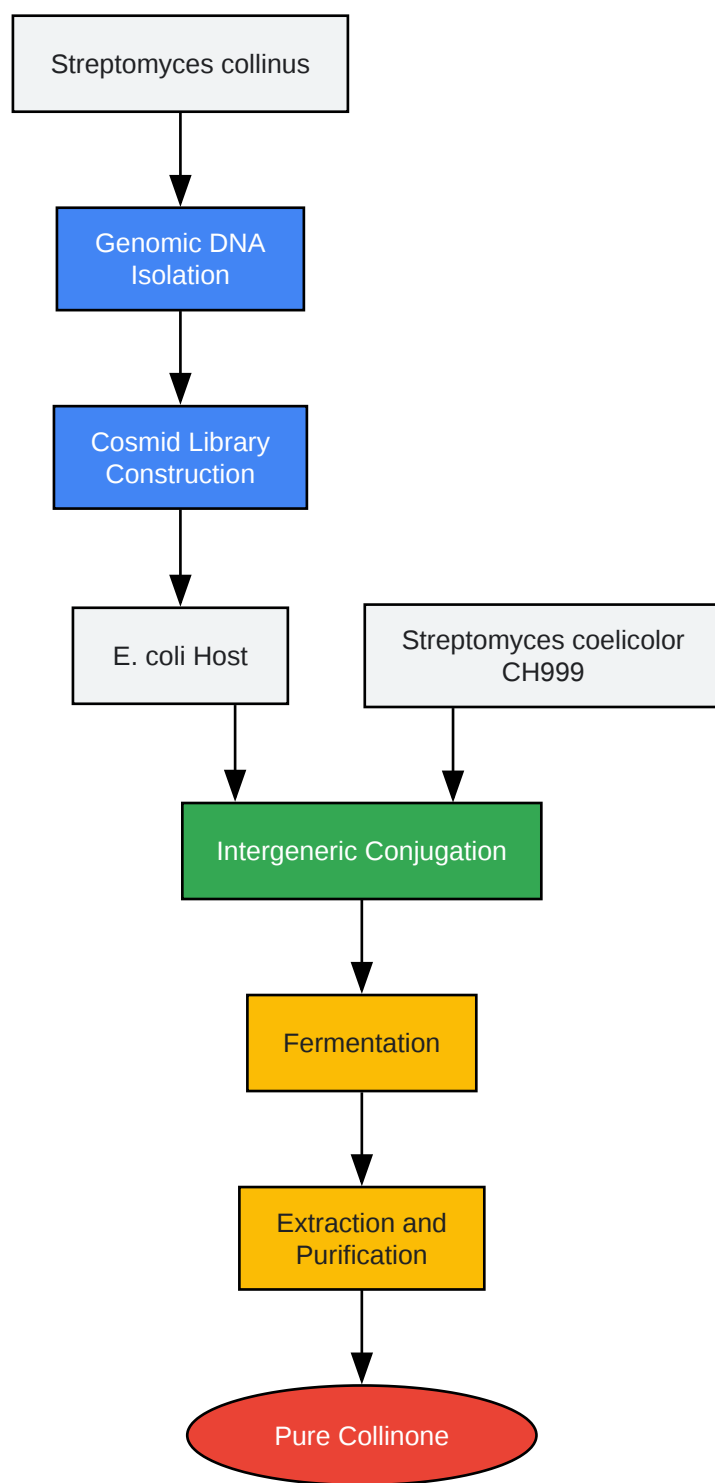 Streptomyces collinus
Genomic DNA
Isolation
Cosmid Library
Construction
E. coli Host
Streptomyces coelicolor
CH999
Intergeneric Conjugation
Fermentation
Extraction and
Purification
Pure Collinone